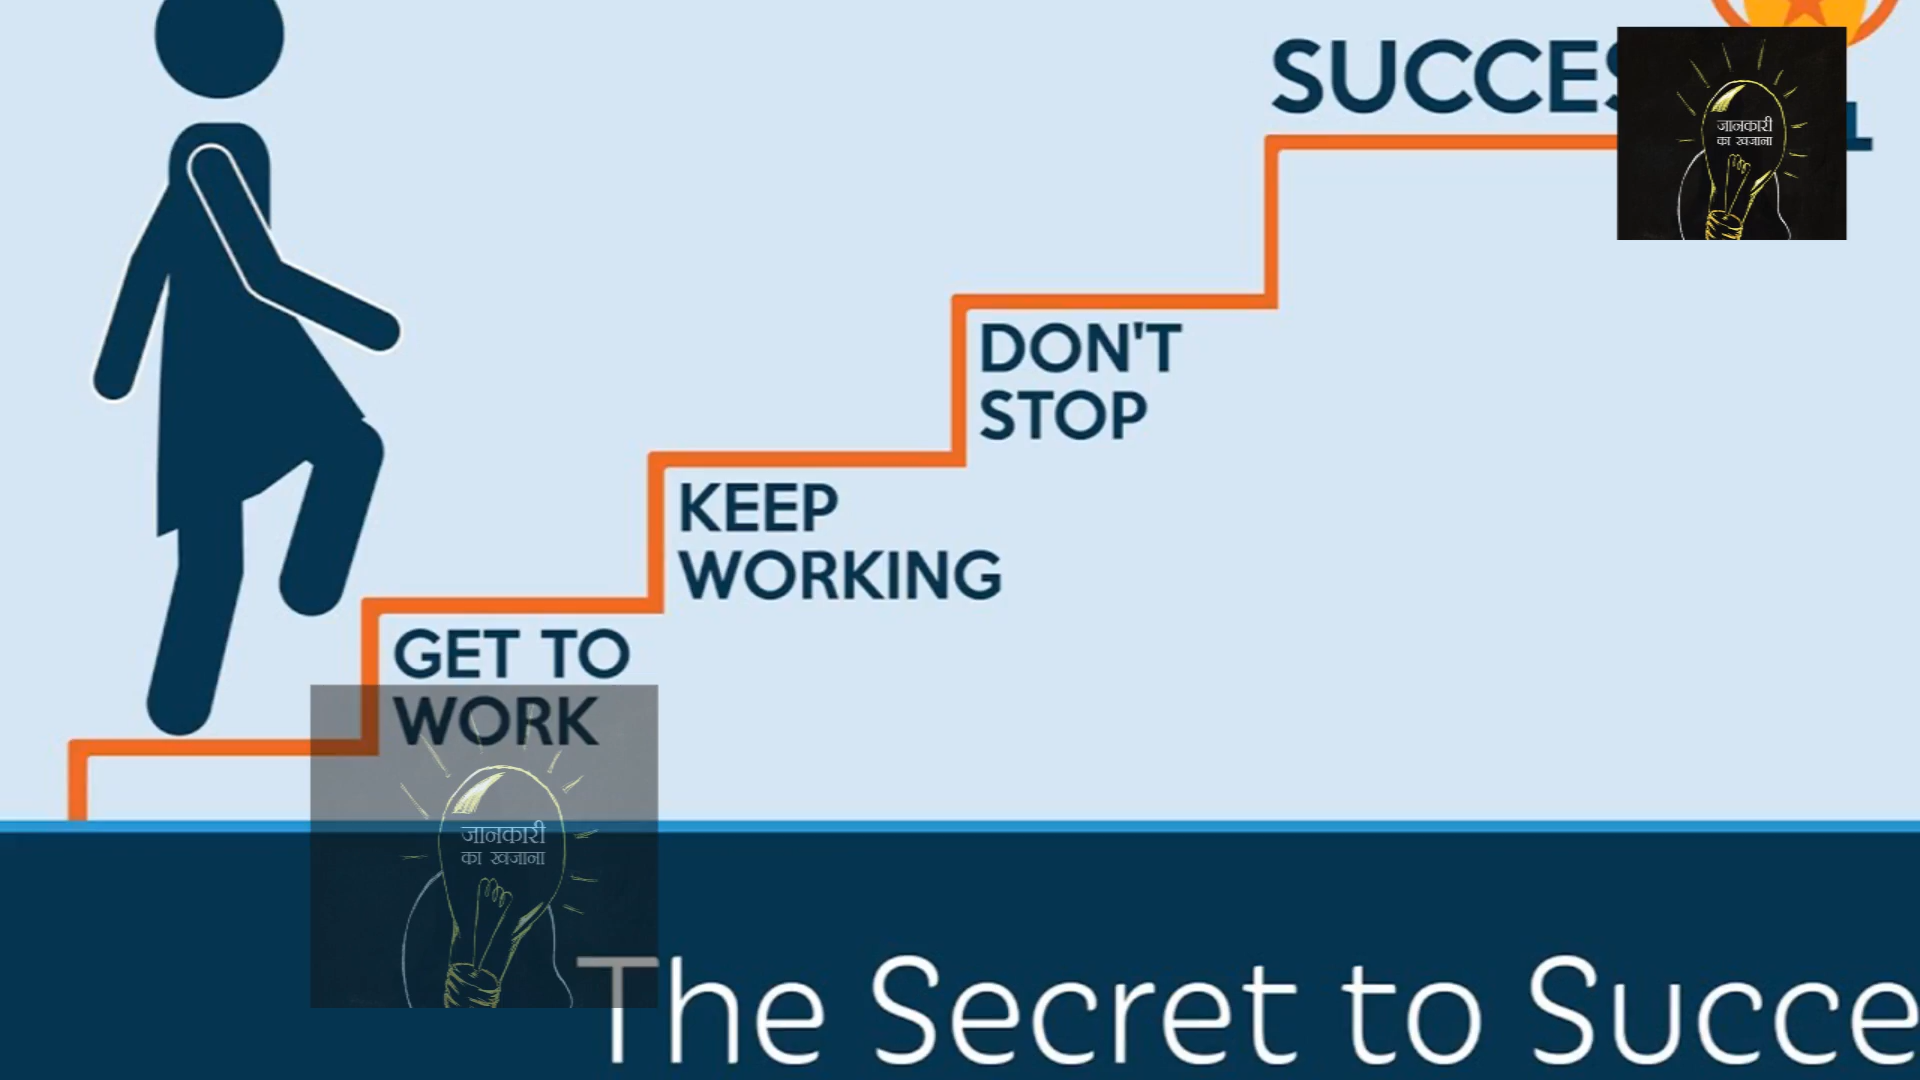 SUCCES
जानकारी
का खजाना
DON'T
STOP
KEEP
WORKING
GET TO
WORK
जानकारी
का खजाना
The Secret to Succe